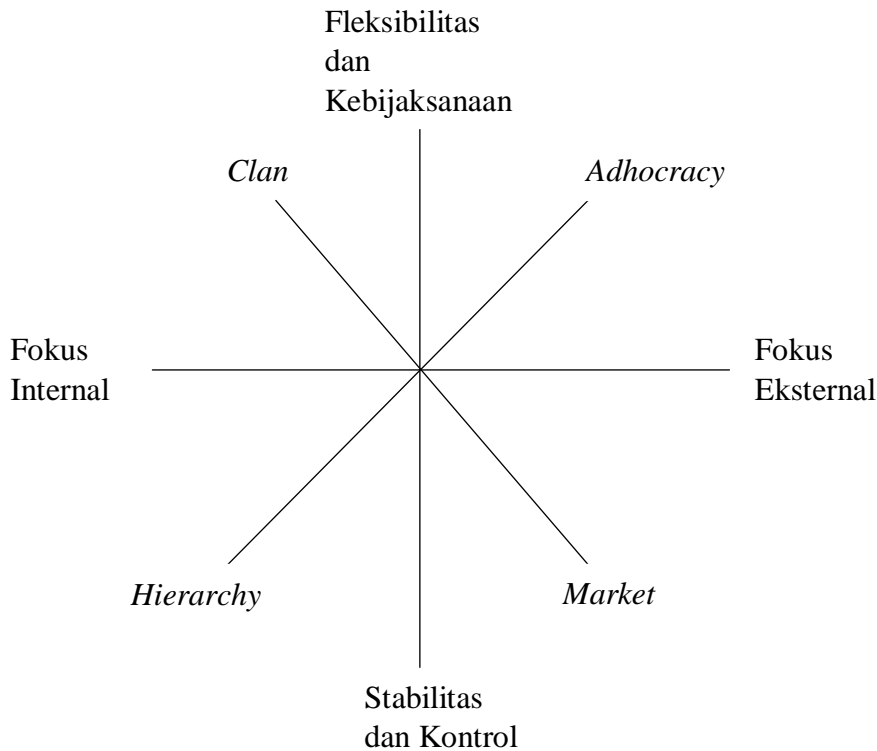 Fleksibilitas
dan
Kebijaksanaan
Clan
Adhocracy
Fokus
Internal
Fokus
Eksternal
Hierarchy
Market
Stabilitas
dan Kontrol